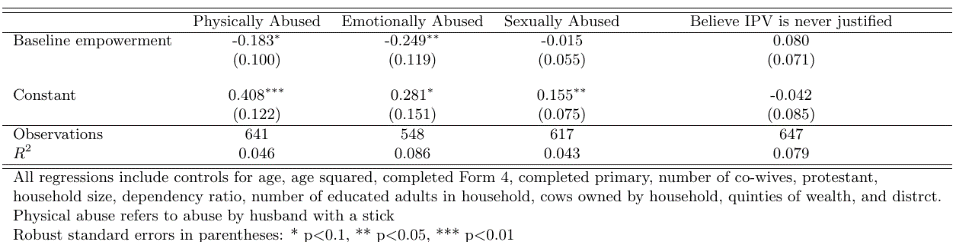 Physically Abused Emotionally Abused Sexually Abused Believe IPV is never justified
Baseline empowerment -0.183* -0.249** -0.015 0.080
(0.100) (0.119) (0.055) (0.071)
Constant 0.408*** 0.281* 0.155** -0.042
(0.122) (0.151) (0.075) (0.085)
Observations 641 548 617 647
R² 0.046 0.086 0.043 0.079
All regressions include controls for age, age squared, completed Form 4, completed primary, number of co-wives, protestant,
household size, dependency ratio, number of educated adults in household, cows owned by household, quinties of wealth, and distrct.
Physical abuse refers to abuse by husband with a stick
Robust standard errors in parentheses: * p<0.1, ** p<0.05, *** p<0.01